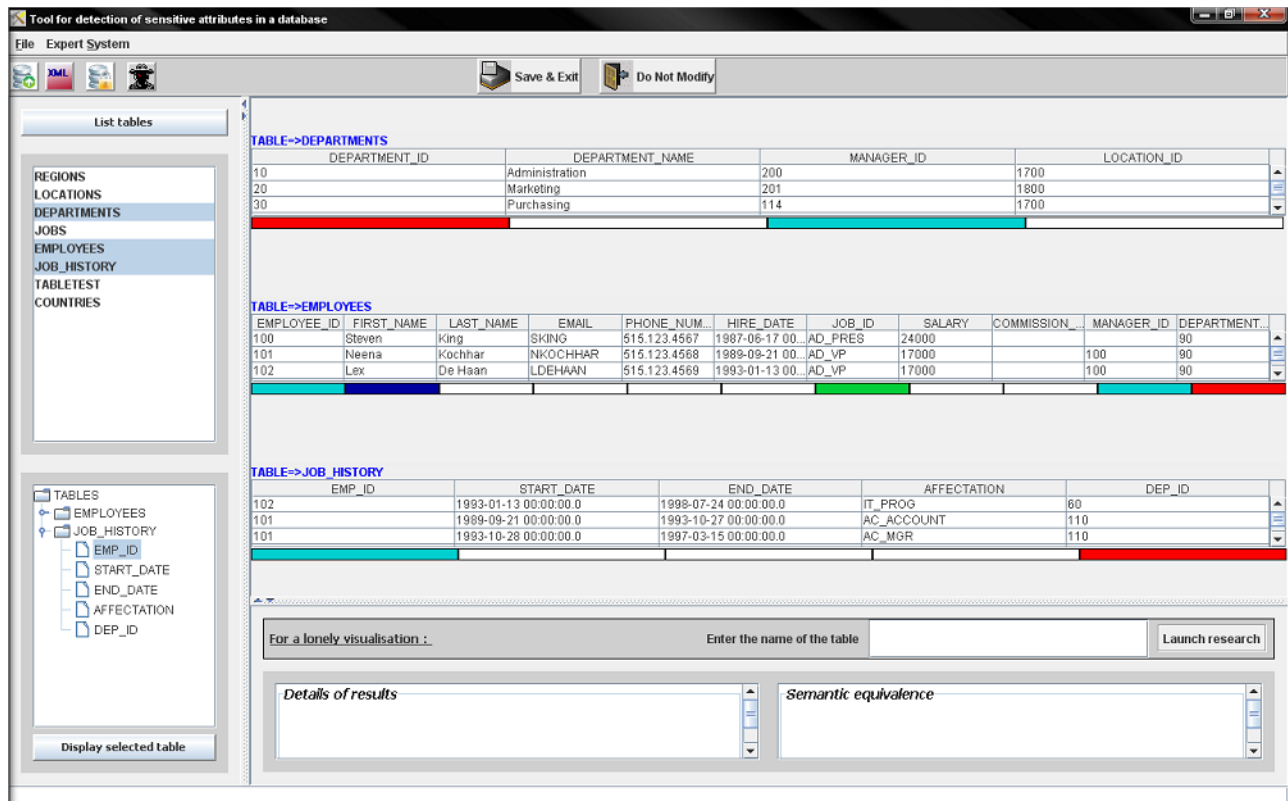 Tool for detection of sensitive attributes in a database
File Expert System
XML Save & Exit Do Not Modify
List tables
REGIONS
LOCATIONS
DEPARTMENTS
JOBS
EMPLOYEES
JOB_HISTORY
TABLETEST
COUNTRIES
TABLES
EMPLOYEES
JOB_HISTORY
EMP_ID
START_DATE
END_DATE
AFFECTATION
DEP_ID
Display selected table
TABLE=>DEPARTMENTS
DEPARTMENT_ID DEPARTMENT_NAME MANAGER_ID LOCATION_ID
10 Administration 200 1700
20 Marketing 201 1800
30 Purchasing 114 1700
TABLE=>EMPLOYEES
EMPLOYEE_ID FIRST_NAME LAST_NAME EMAIL PHONE_NUM... HIRE_DATE JOB_ID SALARY COMMISSION_... MANAGER_ID DEPARTMENT...
100 Steven King SKING 515.123.4567 1987-06-17 00... AD_PRES 24000 90
101 Neena Kochhar NKOCHHAR 515.123.4568 1989-09-21 00... AD_VP 17000 100 90
102 Lex De Haan LDEHAAN 515.123.4569 1993-01-13 00... AD_VP 17000 100 90
TABLE=>JOB_HISTORY
EMP_ID START_DATE END_DATE AFFECTATION DEP_ID
102 1993-01-13 00:00:00.0 1998-07-24 00:00:00.0 IT_PROG 60
101 1989-09-21 00:00:00.0 1993-10-27 00:00:00.0 AC_ACCOUNT 110
101 1993-10-28 00:00:00.0 1997-03-15 00:00:00.0 AC_MGR 110
For a lonely visualisation : Enter the name of the table Launch research
Details of results Semantic equivalence